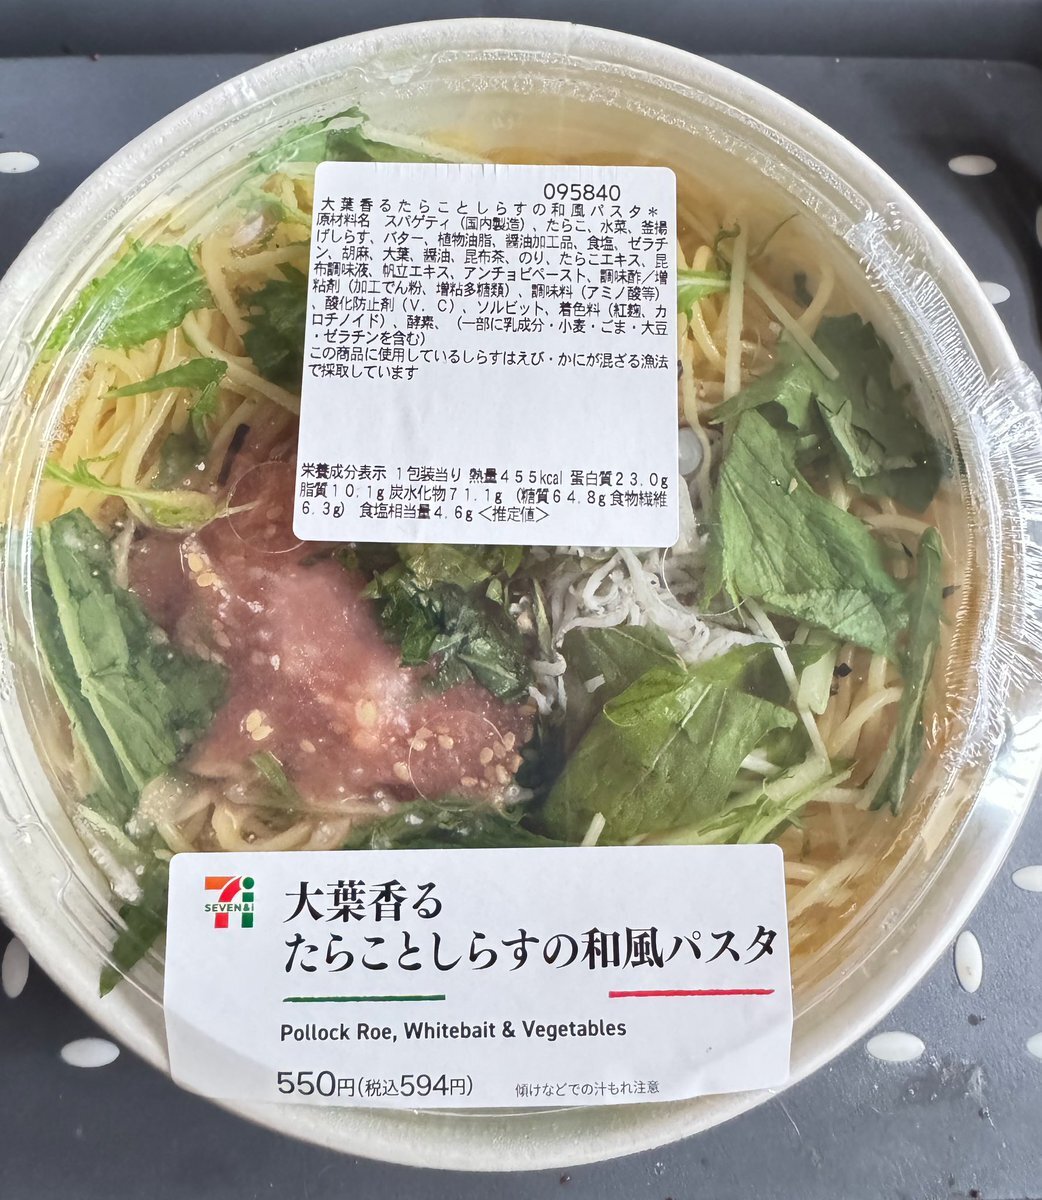 095840
大葉香るたらことしらすの和風パスタ＊
原材料名　スパゲティ（国内製造）、たらこ、水菜、釜揚
げしらす、バター、植物油脂、醤油加工品、食塩、ゼラチ
ン、胡麻、大葉、醤油、昆布茶、のり、たらこエキス、昆
布調味液、帆立エキス、アンチョビペースト、調味酢／増
粘剤（加工でん粉、増粘多糖類）、調味料（アミノ酸等）
、酸化防止剤（Ｖ．Ｃ）、ソルビット、着色料（紅麹、カ
ロチノイド）、酵素、（一部に乳成分・小麦・ごま・大豆
・ゼラチンを含む）
この商品に使用しているしらすはえび・かにが混ざる漁法
で採取しています
栄養成分表示 １包装当り 熱量４５５kcal 蛋白質２３.０g
脂質１０.１g 炭水化物７１.１g （糖質６４.８g 食物繊維
６.３g） 食塩相当量４.６g ＜推定値＞
SEVEN&i
大葉香る
たらことしらすの和風パスタ
Pollock Roe, Whitebait & Vegetables
550円(税込594円)　傾けなどでの汁もれ注意